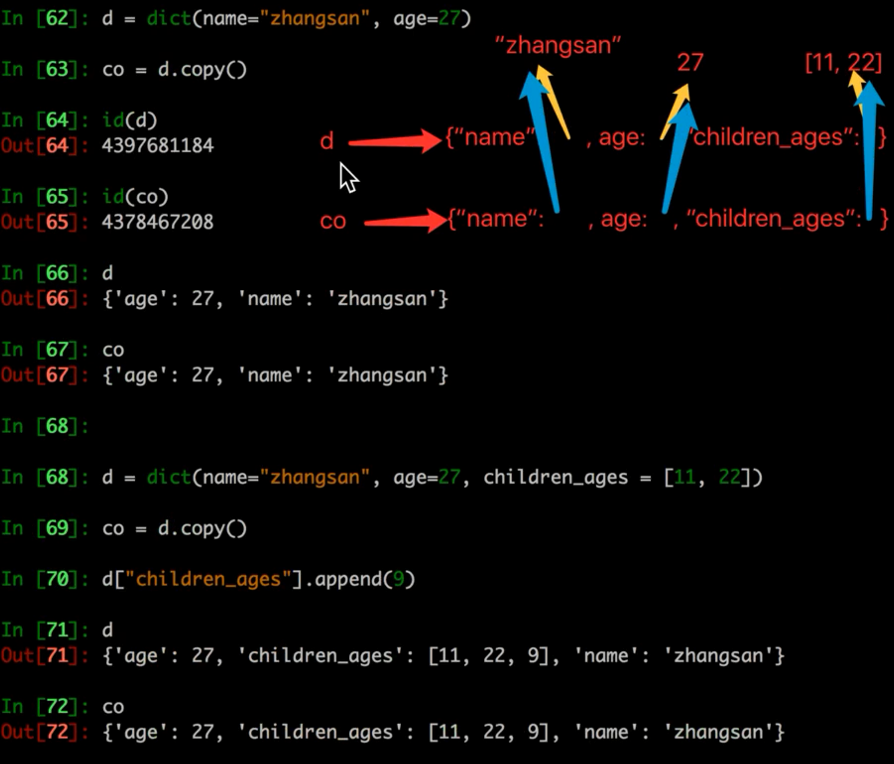 In [62]: d = dict(name="zhangsan", age=27)
"zhangsan"
27
[11, 22]
In [63]: co = d.copy()
In [64]: id(d)
Out[64]: 4397681184
d {"name" , age: "children_ages": }
In [65]: id(co)
Out[65]: 4378467208
co {"name": , age: , "children_ages": }
In [66]: d
Out[66]: {'age': 27, 'name': 'zhangsan'}
In [67]: co
Out[67]: {'age': 27, 'name': 'zhangsan'}
In [68]:
In [68]: d = dict(name="zhangsan", age=27, children_ages = [11, 22])
In [69]: co = d.copy()
In [70]: d["children_ages"].append(9)
In [71]: d
Out[71]: {'age': 27, 'children_ages': [11, 22, 9], 'name': 'zhangsan'}
In [72]: co
Out[72]: {'age': 27, 'children_ages': [11, 22, 9], 'name': 'zhangsan'}